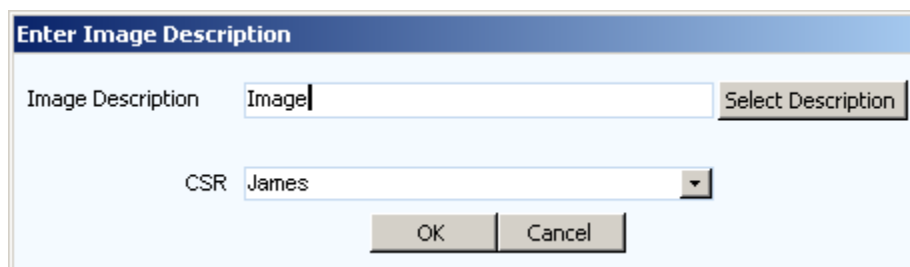 Enter Image Description
Image Description Image Select Description
CSR James
OK Cancel